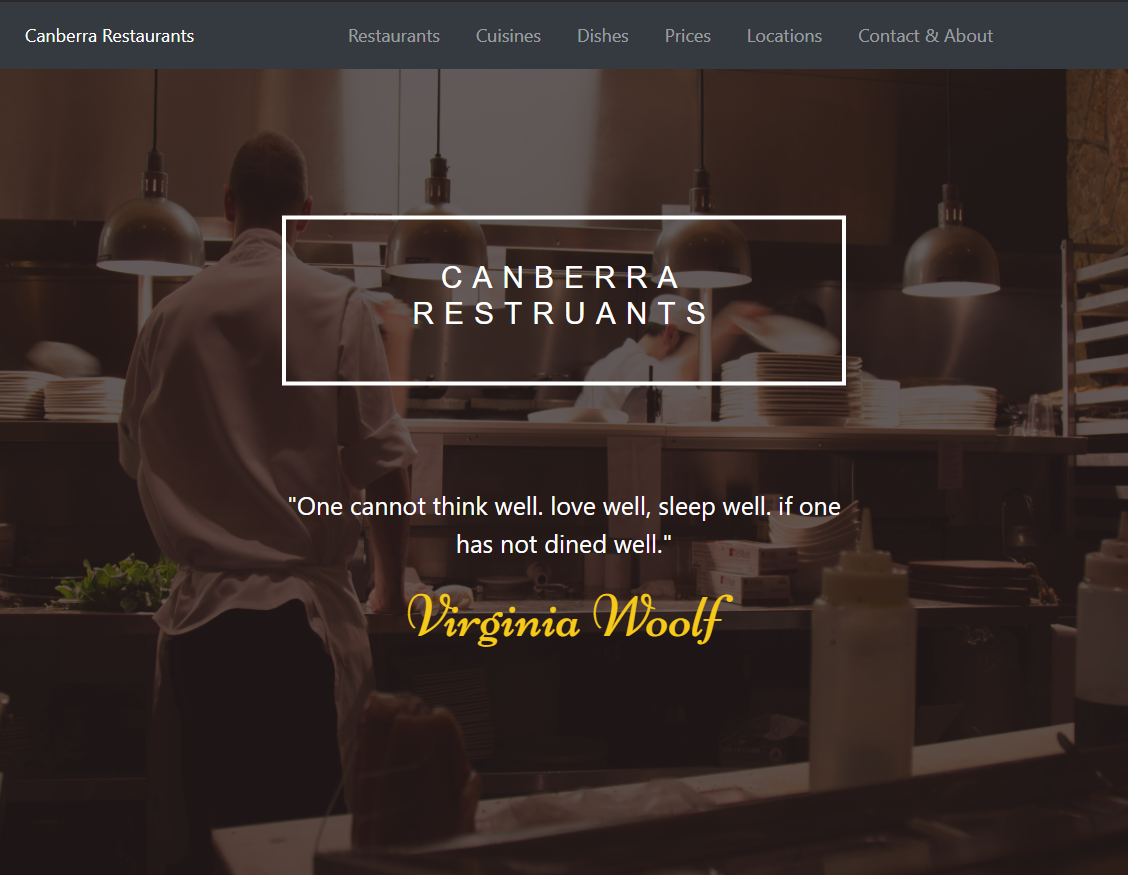 Canberra Restaurants Restaurants Cuisines Dishes Prices Locations Contact & About
CANBERRA
RESTRUANTS
"One cannot think well. love well, sleep well. if one
has not dined well."
Virginia Woolf